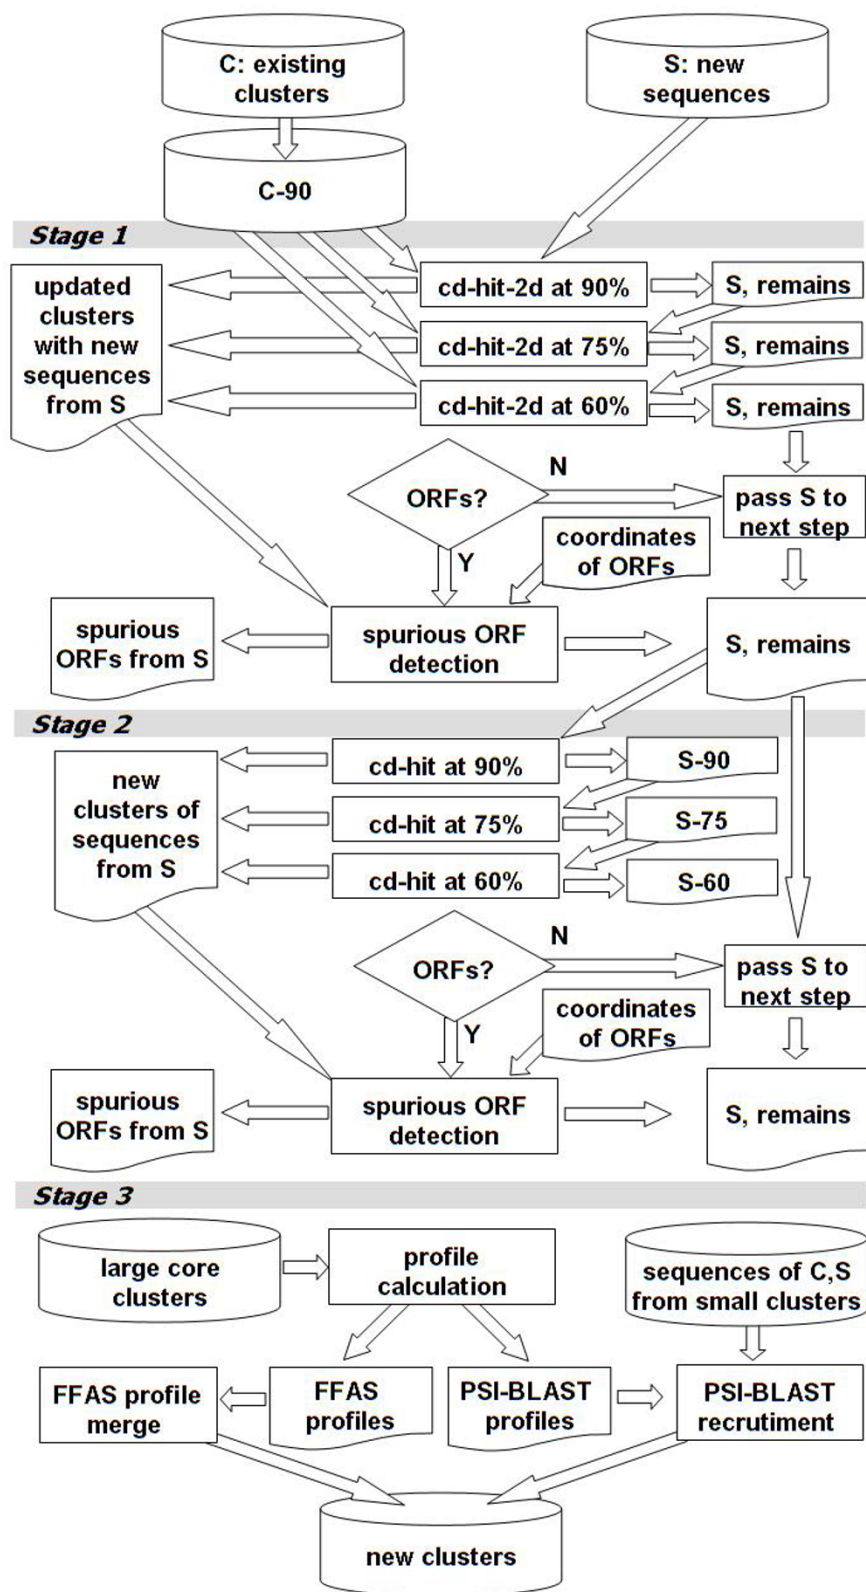 C: existing
clusters
S: new
sequences
C-90
Stage 1
updated
clusters
with new
sequences
from S
cd-hit-2d at 90%
S, remains
cd-hit-2d at 75%
S, remains
cd-hit-2d at 60%
S, remains
ORFs?
N
Y
pass S to
next step
coordinates
of ORFs
spurious
ORFs from S
spurious ORF
detection
S, remains
Stage 2
new
clusters of
sequences
from S
cd-hit at 90%
S-90
cd-hit at 75%
S-75
cd-hit at 60%
S-60
ORFs?
N
Y
pass S to
next step
coordinates
of ORFs
spurious
ORFs from S
spurious ORF
detection
S, remains
Stage 3
large core
clusters
profile
calculation
sequences of C,S
from small clusters
FFAS profile
merge
FFAS
profiles
PSI-BLAST
profiles
PSI-BLAST
recrutiment
new clusters